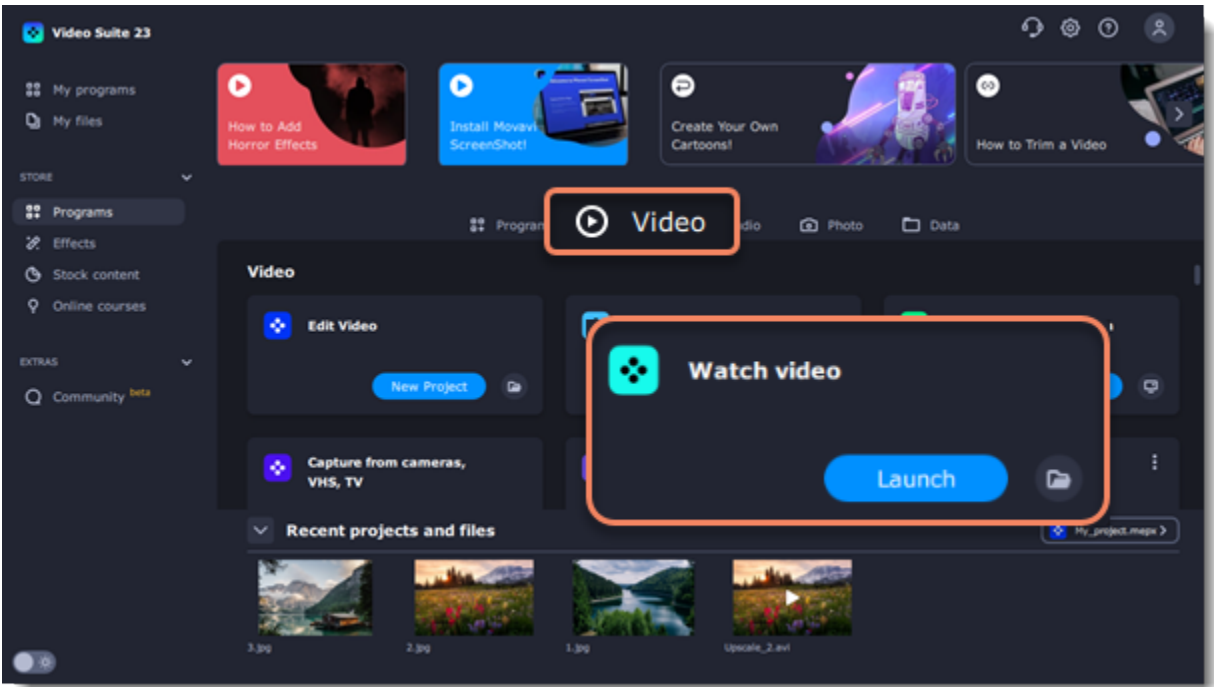 Video Suite 23
My programs
My files
STORE
Programs
Effects
Stock content
Online courses
EXTRAS
Community beta
How to Add
Horror Effects
Install Movavi
ScreenShot!
Create Your Own
Cartoons!
How to Trim a Video
Video
Photo
Data
Video
Edit Video
New Project
Watch video
Launch
Capture from cameras,
VHS, TV
Recent projects and files
My_project.mepx
3.jpg
2.jpg
1.jpg
Upscale_2.avi